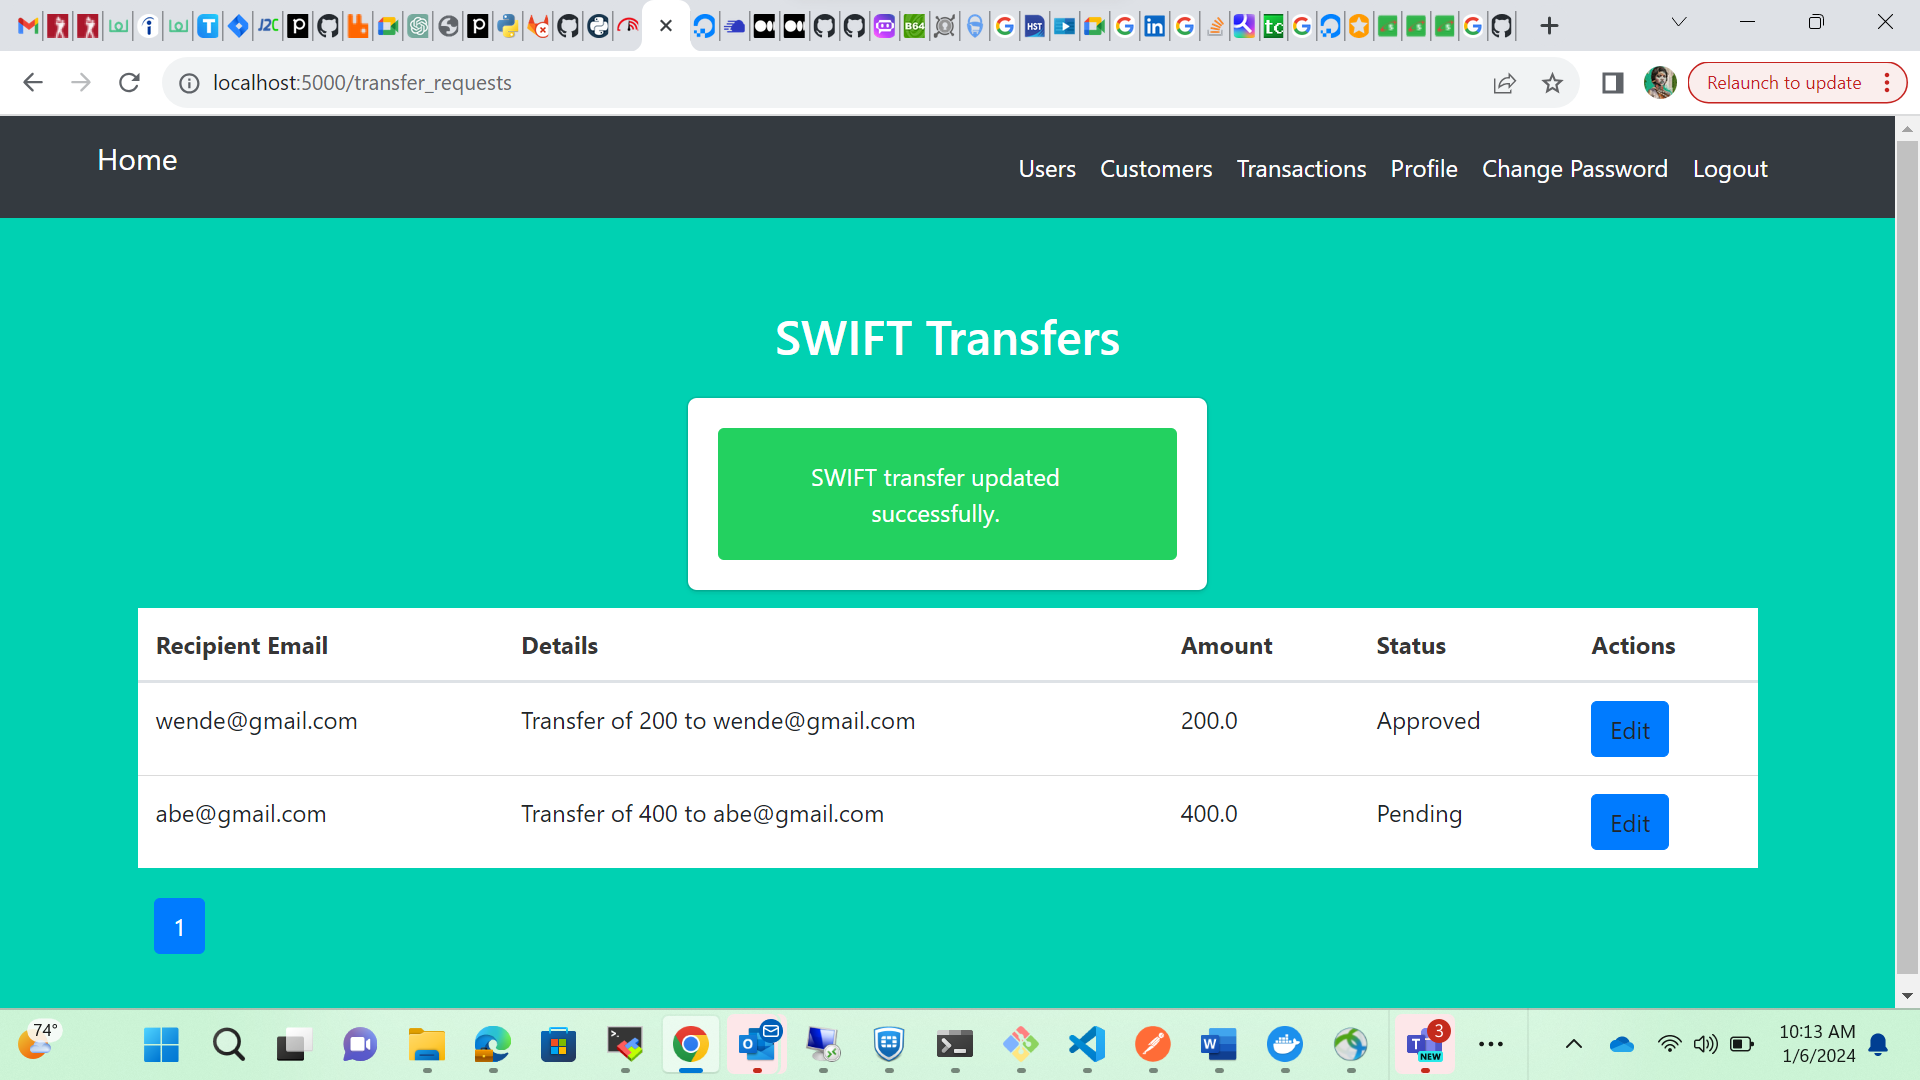 localhost:5000/transfer_requests
Relaunch to update
Home
Users Customers Transactions Profile Change Password Logout
SWIFT Transfers
SWIFT transfer updated
successfully.
Recipient Email Details Amount Status Actions
wende@gmail.com Transfer of 200 to wende@gmail.com 200.0 Approved Edit
abe@gmail.com Transfer of 400 to abe@gmail.com 400.0 Pending Edit
1
74°
3
NEW
10:13 AM
1/6/2024